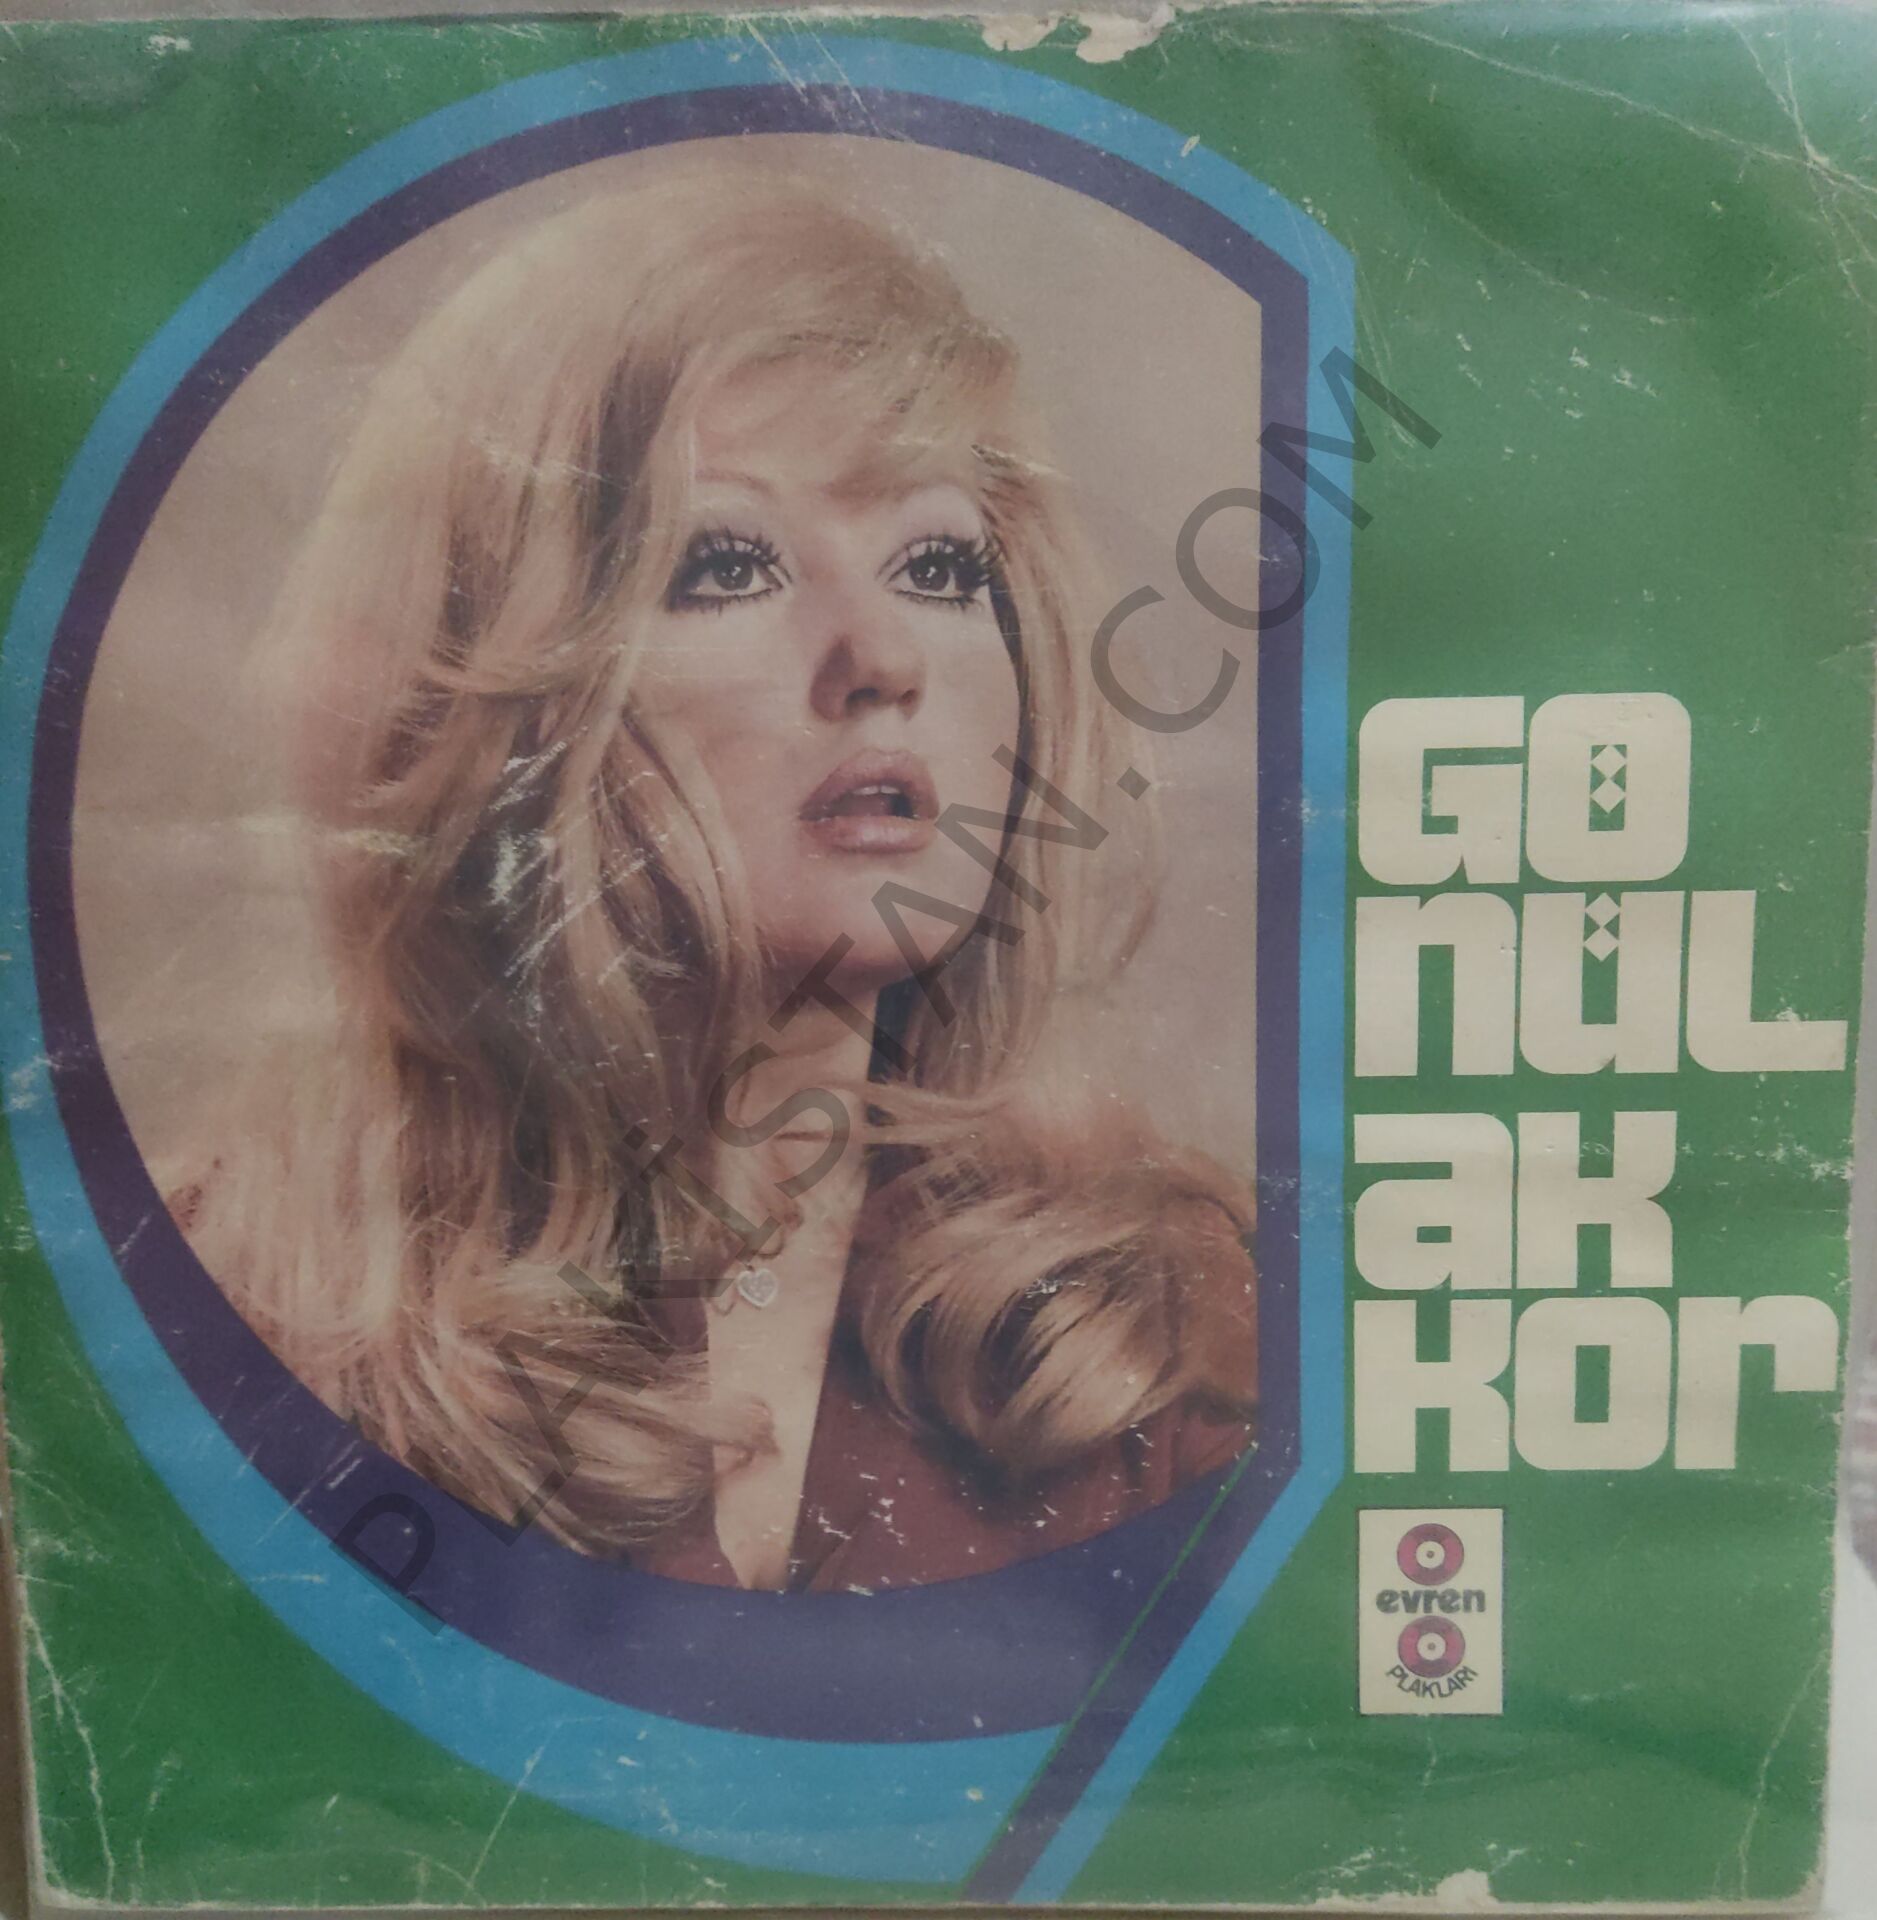 GÖ
nül
ak
kor
evren
PLAKLARI
PLAKİSTAN.COM